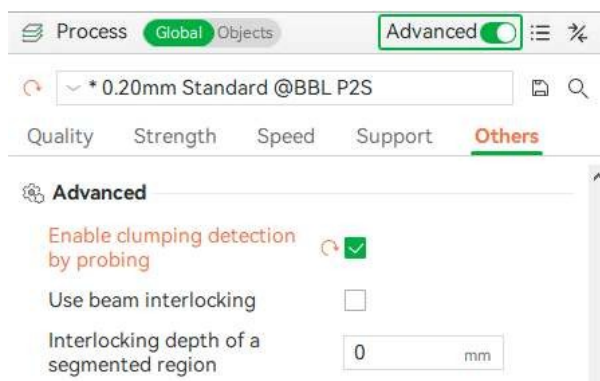 Process Global Objects Advanced
* 0.20mm Standard @BBL P2S
Quality Strength Speed Support Others
Advanced
Enable clumping detection
by probing
Use beam interlocking
Interlocking depth of a
segmented region
0 mm